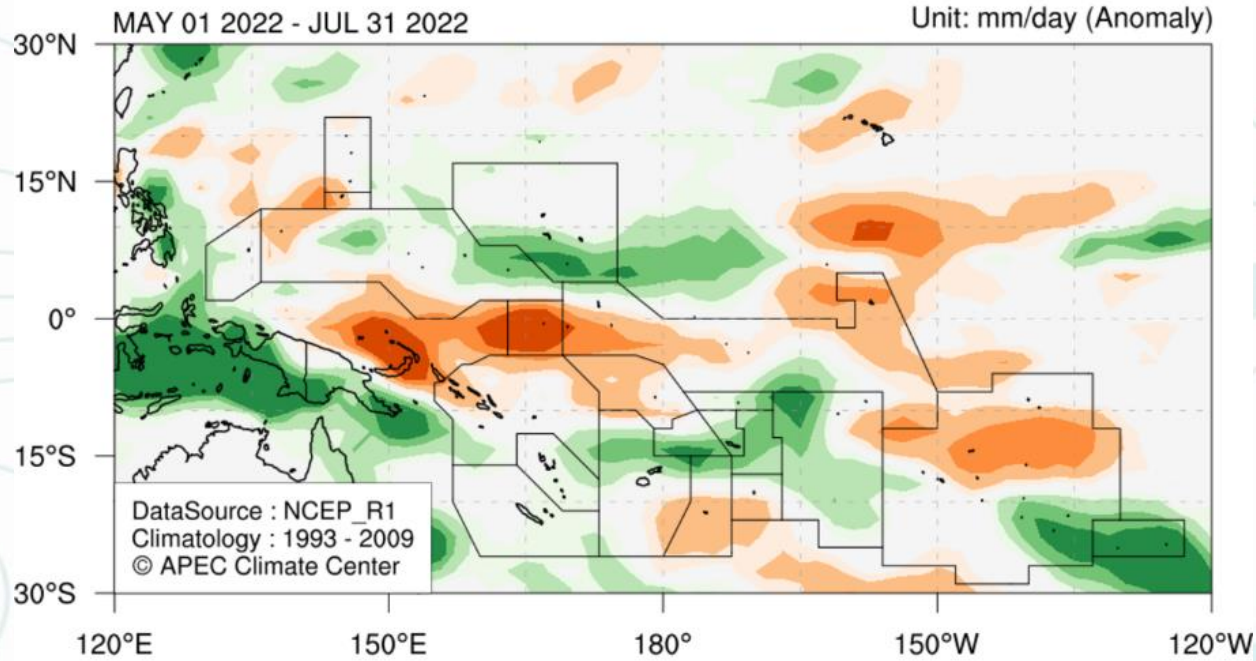 MAY 01 2022 - JUL 31 2022
Unit: mm/day (Anomaly)
30°N
15°N
0°
15°S
30°S
DataSource : NCEP_R1
Climatology : 1993 - 2009
© APEC Climate Center
120°E
150°E
180°
150°W
120°W